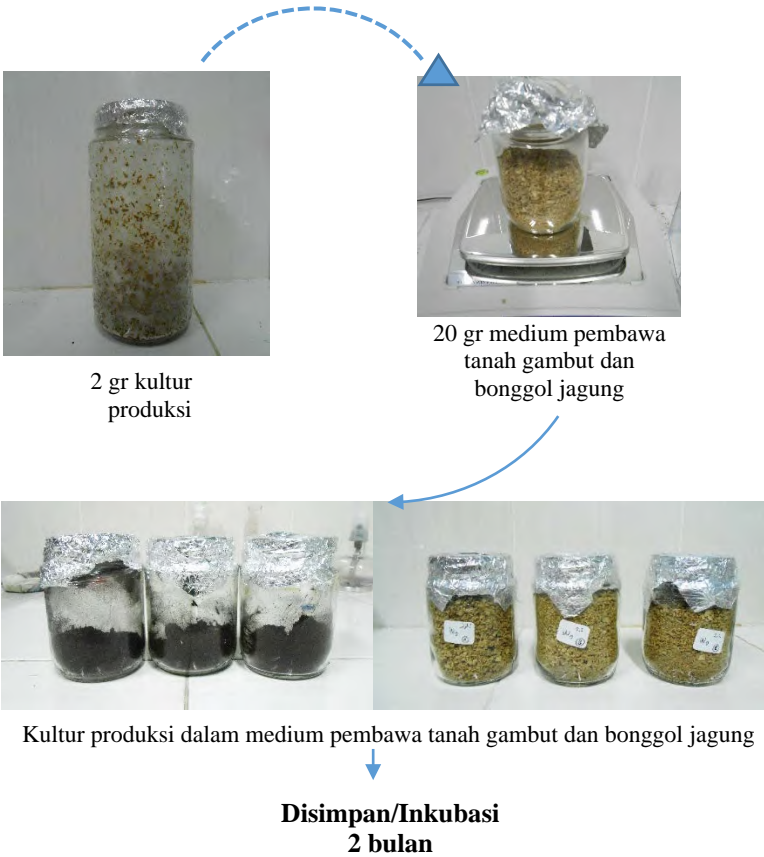 2 gr kultur
produksi
20 gr medium pembawa
tanah gambut dan
bonggol jagung
Kultur produksi dalam medium pembawa tanah gambut dan bonggol jagung
Disimpan/Inkubasi
2 bulan